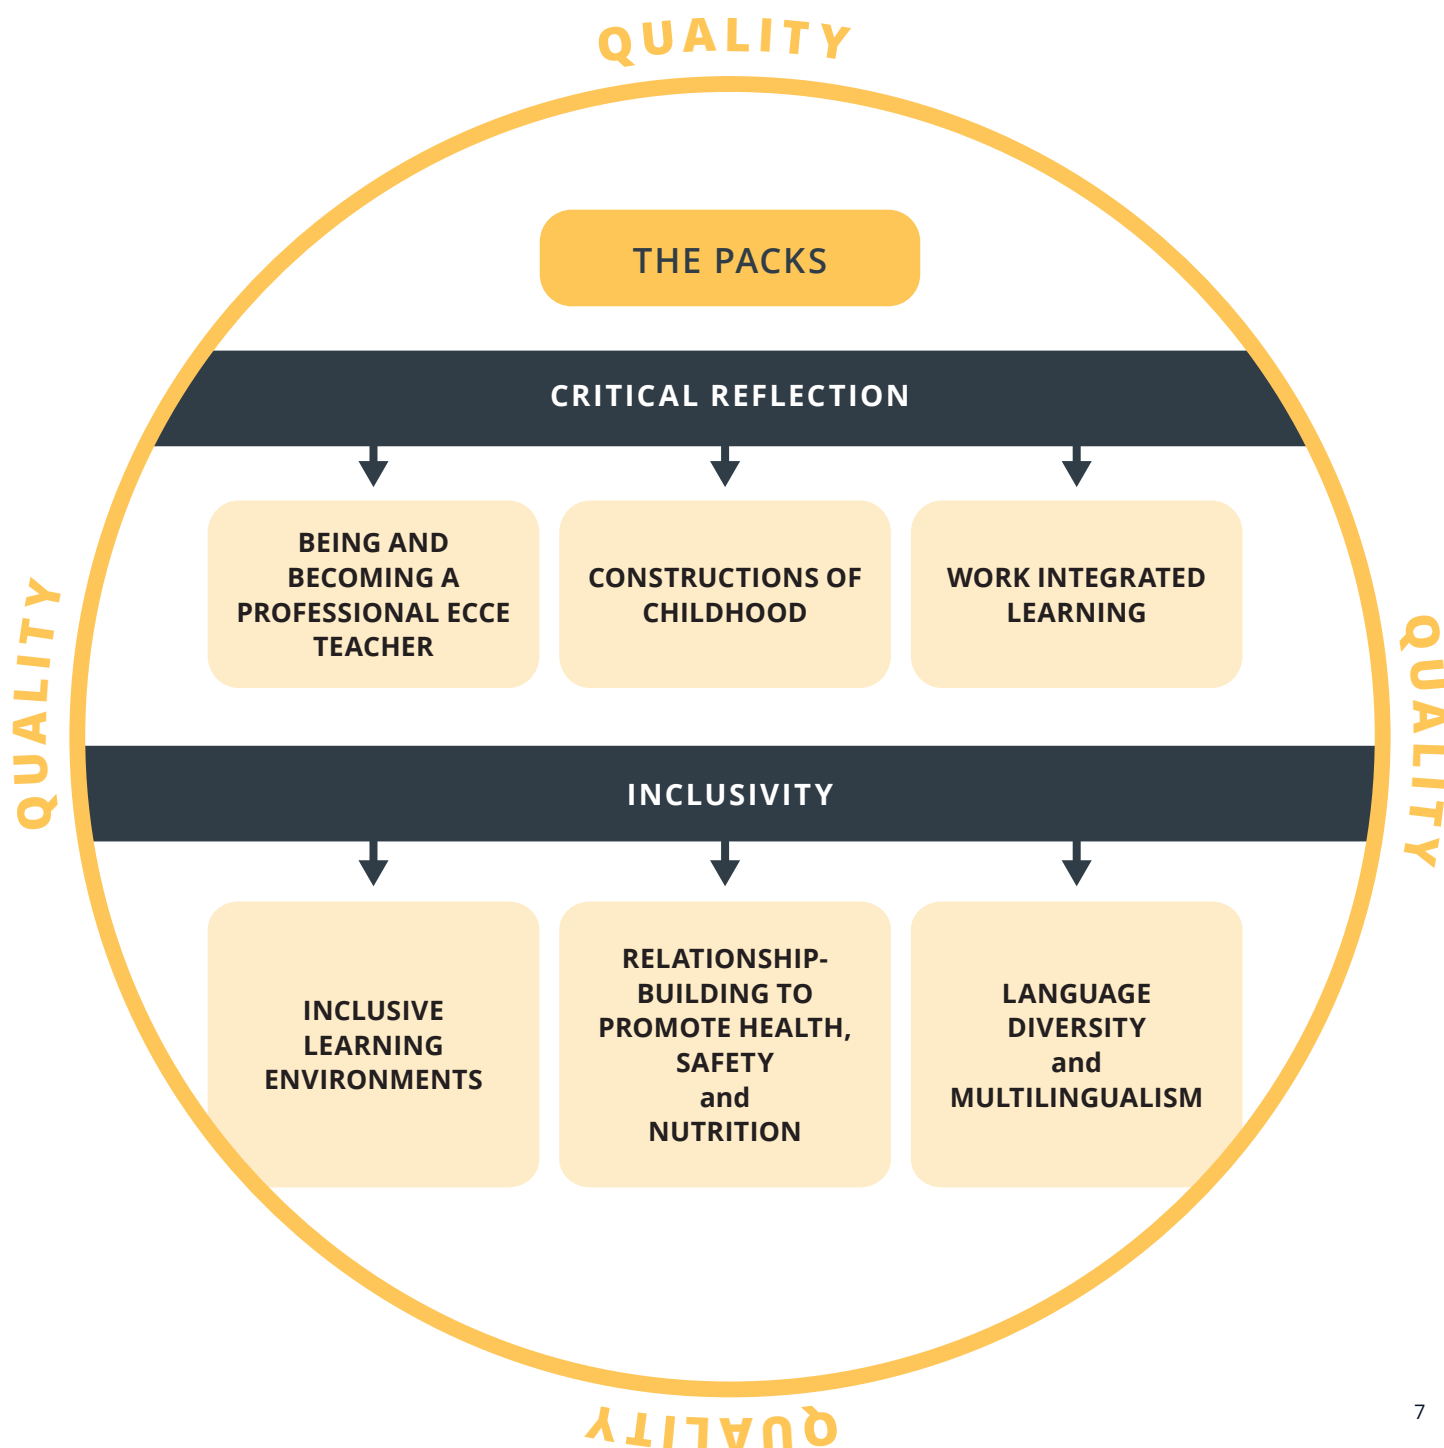 QUALITY
THE PACKS
CRITICAL REFLECTION
BEING AND
BECOMING A
PROFESSIONAL ECCE
TEACHER
CONSTRUCTIONS OF
CHILDHOOD
WORK INTEGRATED
LEARNING
QUALITY
QUALITY
INCLUSIVITY
INCLUSIVE
LEARNING
ENVIRONMENTS
RELATIONSHIP-
BUILDING TO
PROMOTE HEALTH,
SAFETY
and
NUTRITION
LANGUAGE
DIVERSITY
and
MULTILINGUALISM
QUALITY
7